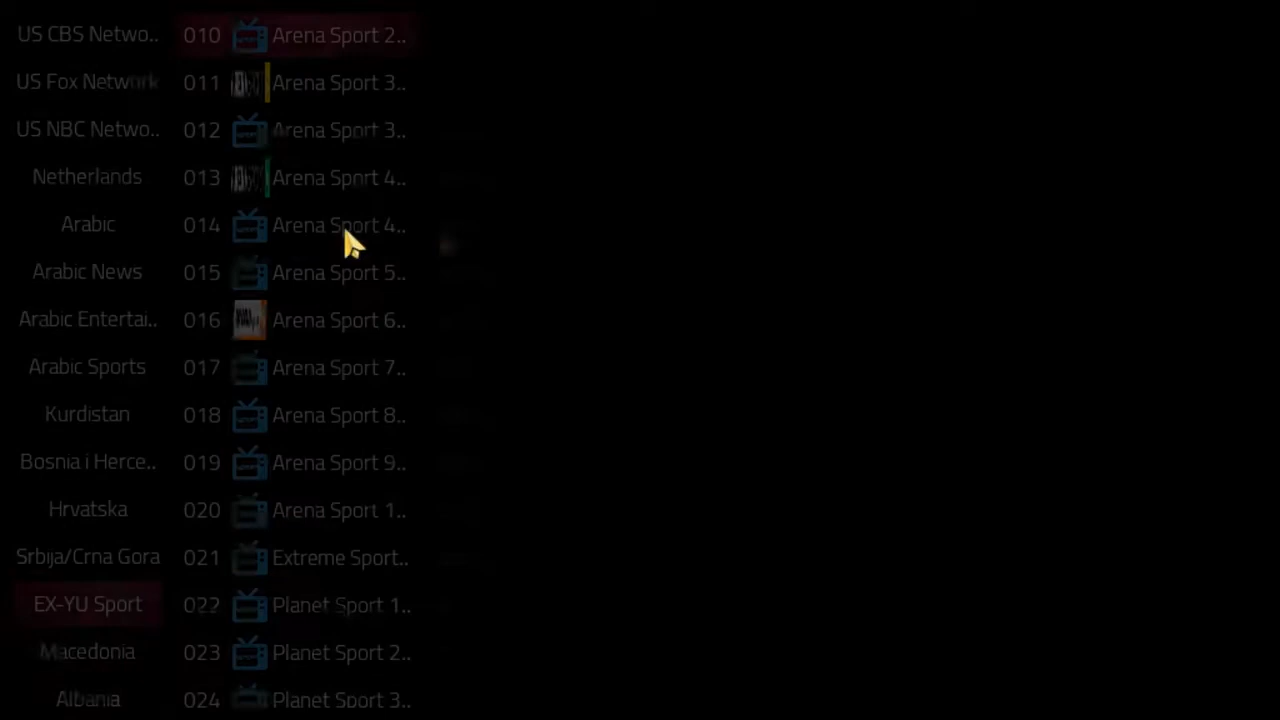 US CBS Netwo.. 010 Arena Sport 2..
US Fox Network 011 Arena Sport 3..
US NBC Netwo.. 012 Arena Sport 3..
Netherlands 013 Arena Sport 4..
Arabic 014 Arena Sport 4..
Arabic News 015 Arena Sport 5..
Arabic Entertai.. 016 Arena Sport 6..
Arabic Sports 017 Arena Sport 7..
Kurdistan 018 Arena Sport 8..
Bosnia i Herce.. 019 Arena Sport 9..
Hrvatska 020 Arena Sport 1..
Srbija/Crna Gora 021 Extreme Sport..
EX-YU Sport 022 Planet Sport 1..
Macedonia 023 Planet Sport 2..
Albania 024 Planet Sport 3..